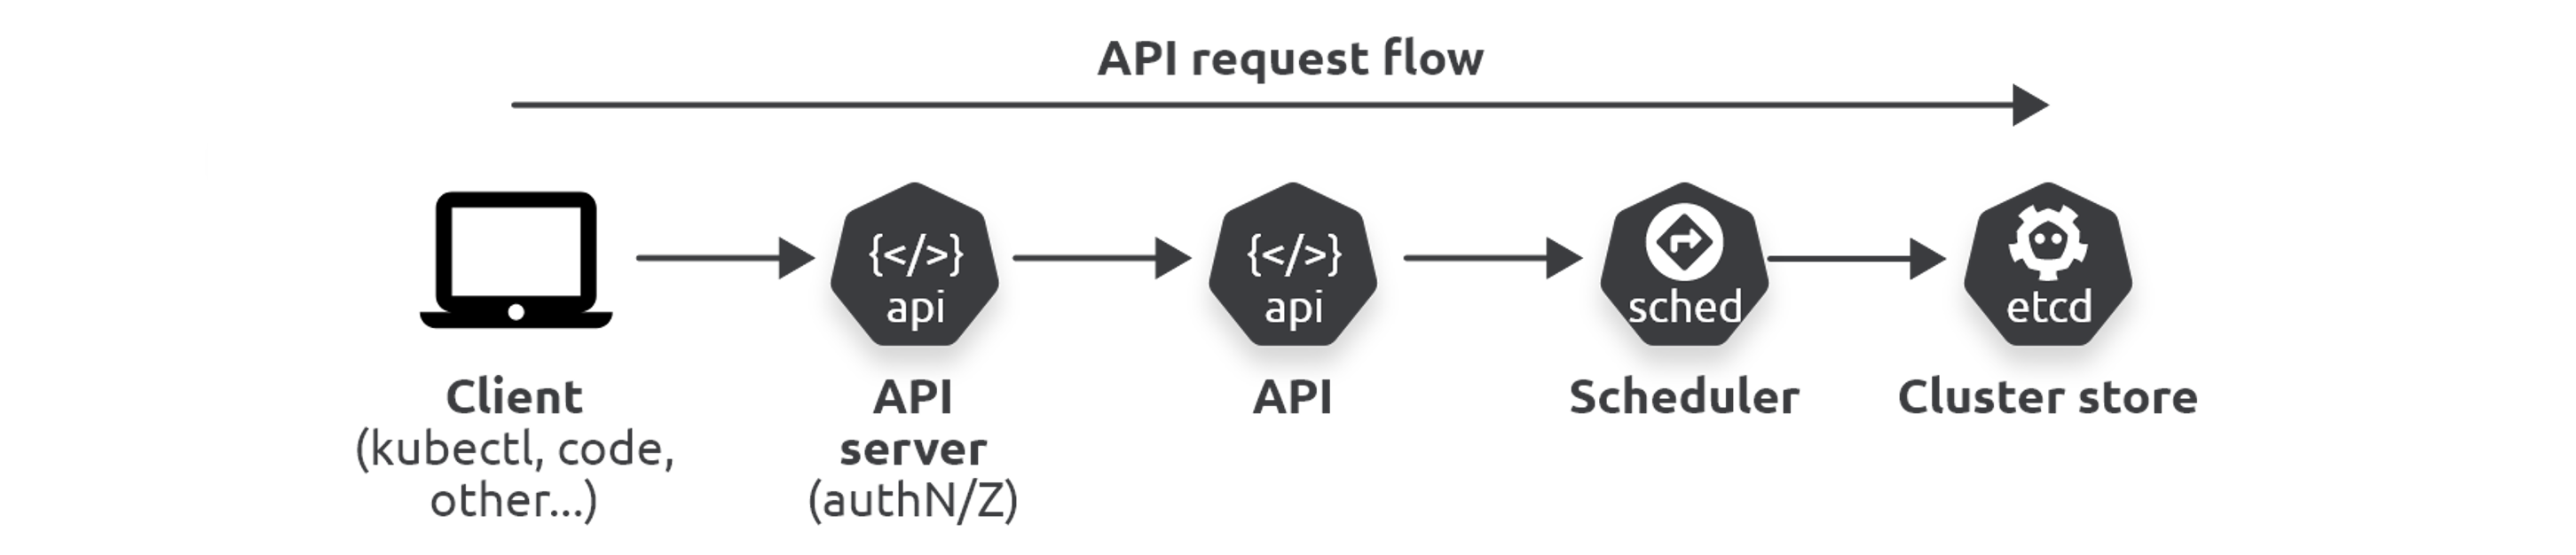 API request flow
{</>}
api
{</>}
api
sched
etcd
Client
(kubectl, code,
other...)
API
server
(authN/Z)
API
Scheduler
Cluster store